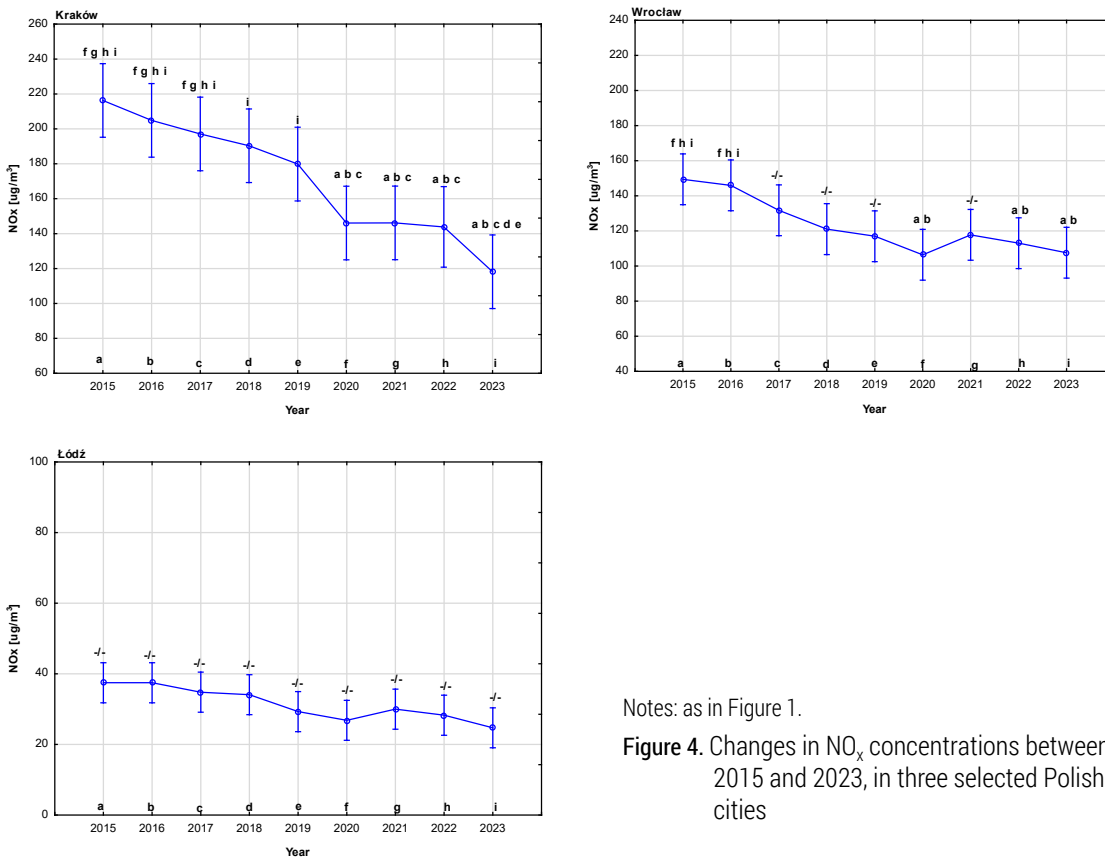 Kraków
260
240
220
200
180
160
140
120
100
80
60
NOx [ug/m³]
f g h i
f g h i
f g h i
i
i
a b c
a b c
a b c
a b c d e
a b c d e f g h i
2015 2016 2017 2018 2019 2020 2021 2022 2023
Year
Wrocław
240
220
200
180
160
140
120
100
80
60
40
NOx [ug/m³]
f h i
f h i
-/-
-/-
-/-
a b
-/-
a b
a b
a b c d e f g h i
2015 2016 2017 2018 2019 2020 2021 2022 2023
Year
Łódź
100
80
60
40
20
0
NOx [ug/m³]
-/-
-/-
-/-
-/-
-/-
-/-
-/-
-/-
-/-
a b c d e f g h i
2015 2016 2017 2018 2019 2020 2021 2022 2023
Year
Notes: as in Figure 1.
Figure 4. Changes in NOₓ concentrations between
2015 and 2023, in three selected Polish
cities